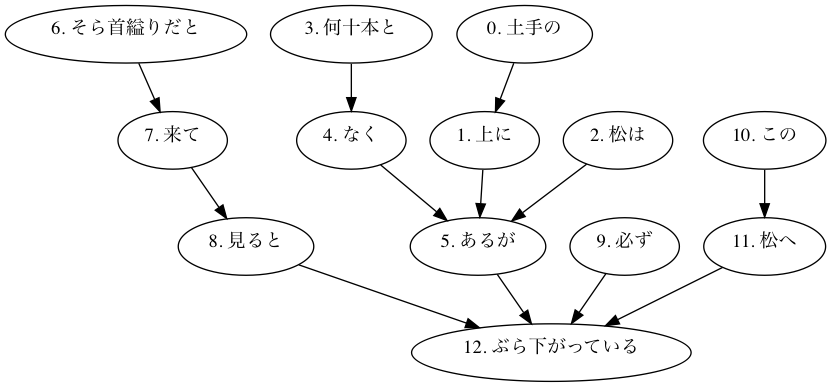 6. そら首縊りだと
3. 何十本と
0. 土手の
7. 来て
4. なく
1. 上に
2. 松は
10. この
8. 見ると
5. あるが
9. 必ず
11. 松へ
12. ぶら下がっている